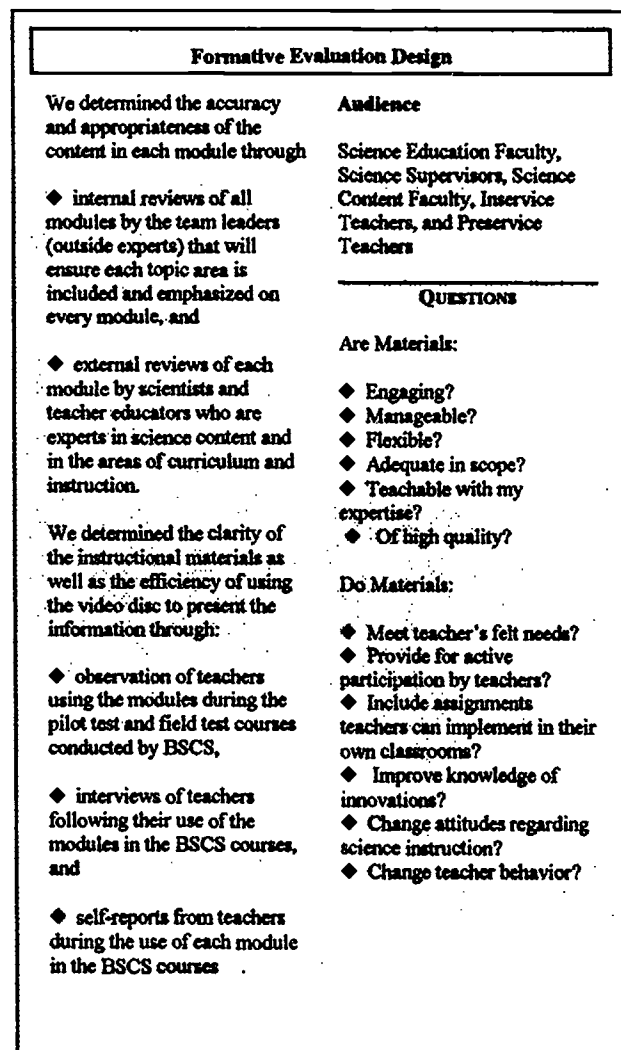 Formative Evaluation Design
We determined the accuracy
and appropriateness of the
content in each module through
◆ internal reviews of all
modules by the team leaders
(outside experts) that will
ensure each topic area is
included and emphasized on
every module, and
◆ external reviews of each
module by scientists and
teacher educators who are
experts in science content and
in the areas of curriculum and
instruction.
We determined the clarity of
the instructional materials as
well as the efficiency of using
the video disc to present the
information through:
◆ observation of teachers
using the modules during the
pilot test and field test courses
conducted by BSCS,
◆ interviews of teachers
following their use of the
modules in the BSCS courses,
and
◆ self-reports from teachers
during the use of each module
in the BSCS courses
Audience
Science Education Faculty,
Science Supervisors, Science
Content Faculty, Inservice
Teachers, and Preservice
Teachers
QUESTIONS
Are Materials:
◆ Engaging?
◆ Manageable?
◆ Flexible?
◆ Adequate in scope?
◆ Teachable with my
expertise?
◆ Of high quality?
Do Materials:
◆ Meet teacher's felt needs?
◆ Provide for active
participation by teachers?
◆ Include assignments
teachers can implement in their
own classrooms?
◆ Improve knowledge of
innovations?
◆ Change attitudes regarding
science instruction?
◆ Change teacher behavior?